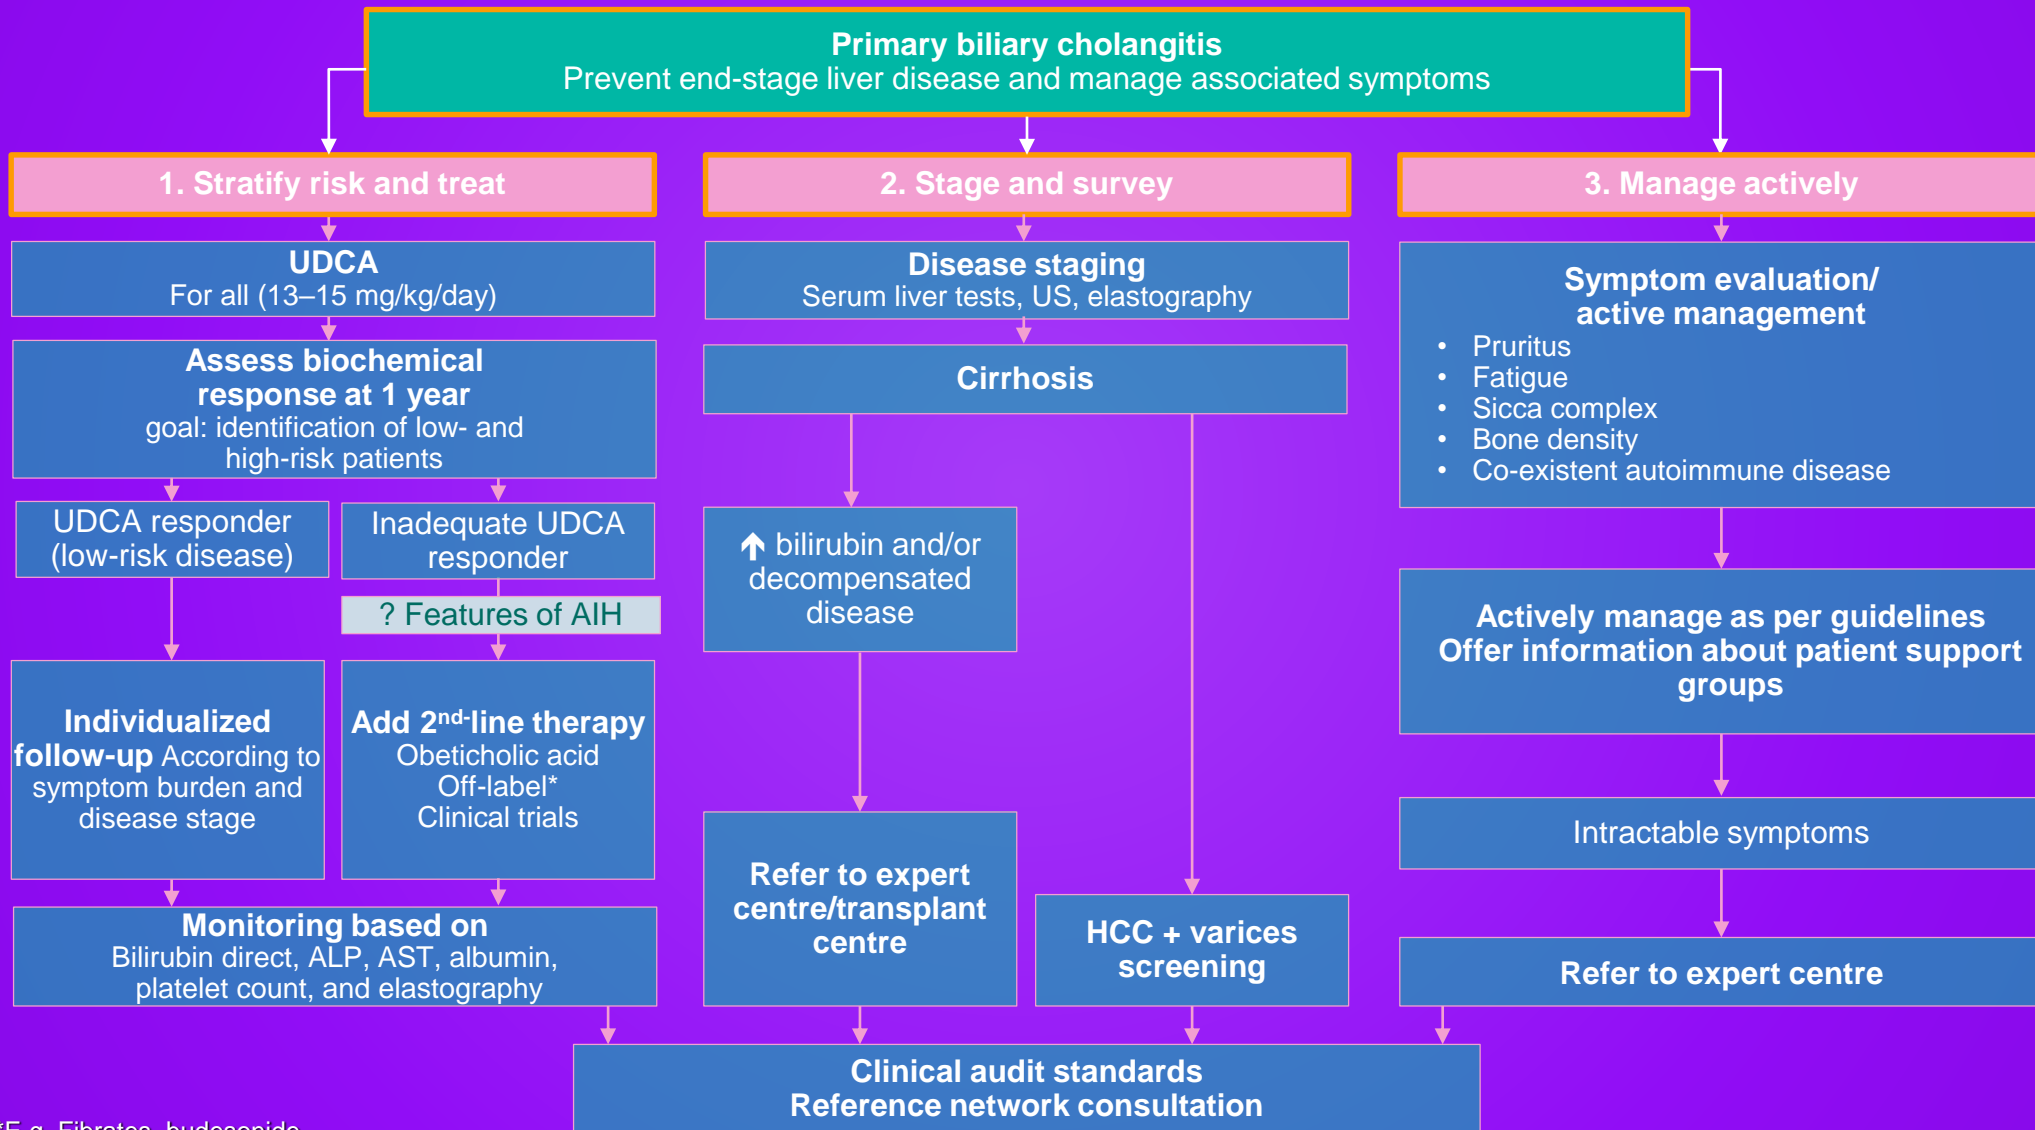 Primary biliary cholangitis
Prevent end-stage liver disease and manage associated symptoms
1. Stratify risk and treat
UDCA
For all (13–15 mg/kg/day)
Assess biochemical
response at 1 year
goal: identification of low- and
high-risk patients
UDCA responder
(low-risk disease)
Inadequate UDCA
responder
? Features of AIH
Individualized
follow-up According to
symptom burden and
disease stage
Add 2nd-line therapy
Obeticholic acid
Off-label*
Clinical trials
Monitoring based on
Bilirubin direct, ALP, AST, albumin,
platelet count, and elastography
2. Stage and survey
Disease staging
Serum liver tests, US, elastography
Cirrhosis
↑ bilirubin and/or
decompensated
disease
Refer to expert
centre/transplant
centre
HCC + varices
screening
3. Manage actively
Symptom evaluation/
active management
• Pruritus
• Fatigue
• Sicca complex
• Bone density
• Co-existent autoimmune disease
Actively manage as per guidelines
Offer information about patient support
groups
Intractable symptoms
Refer to expert centre
Clinical audit standards
Reference network consultation
*E.g. Fibrates, budesonide